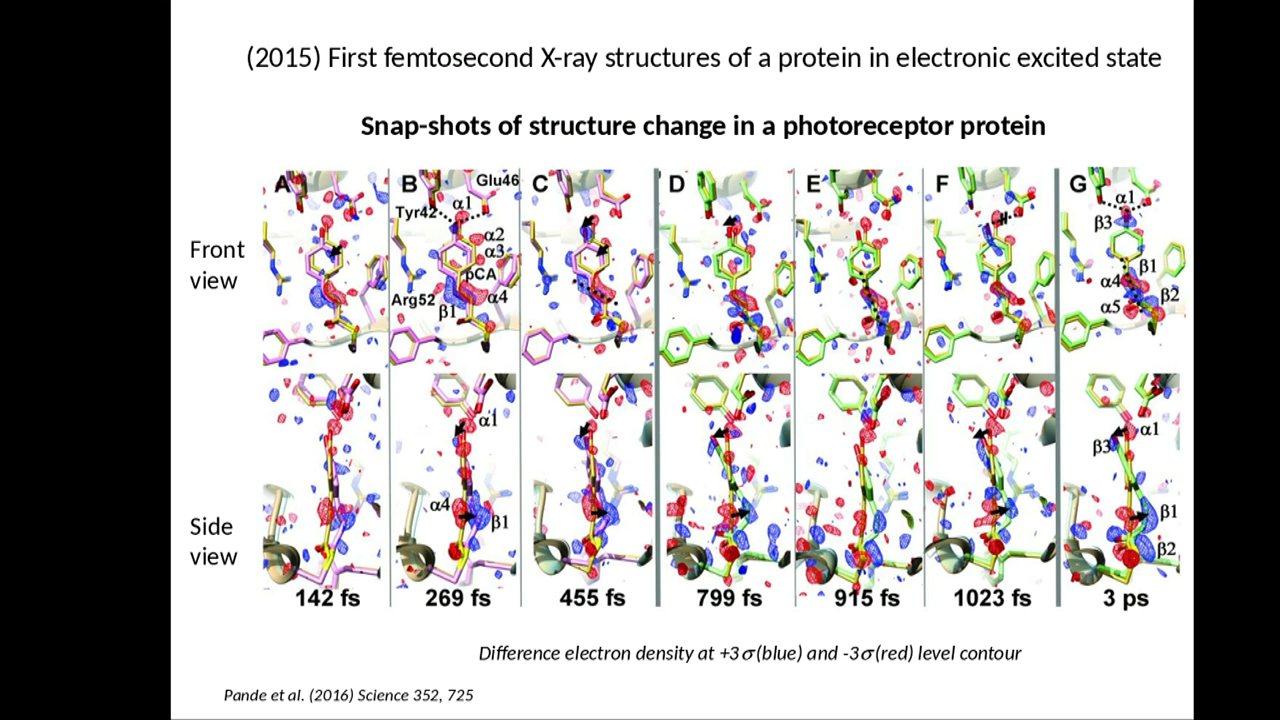 (2015) First femtosecond X-ray structures of a protein in electronic excited state
Snap-shots of structure change in a photoreceptor protein
A B C D E F G
Glu46
Tyr42
α1
α2
α3
pCA
Arg52
α4
β1
α1
β3
β1
α4
β2
α5
Front
view
α1
α4
β1
α1
β3
β1
β2
Side
view
142 fs 269 fs 455 fs 799 fs 915 fs 1023 fs 3 ps
Difference electron density at +3σ(blue) and -3σ(red) level contour
Pande et al. (2016) Science 352, 725